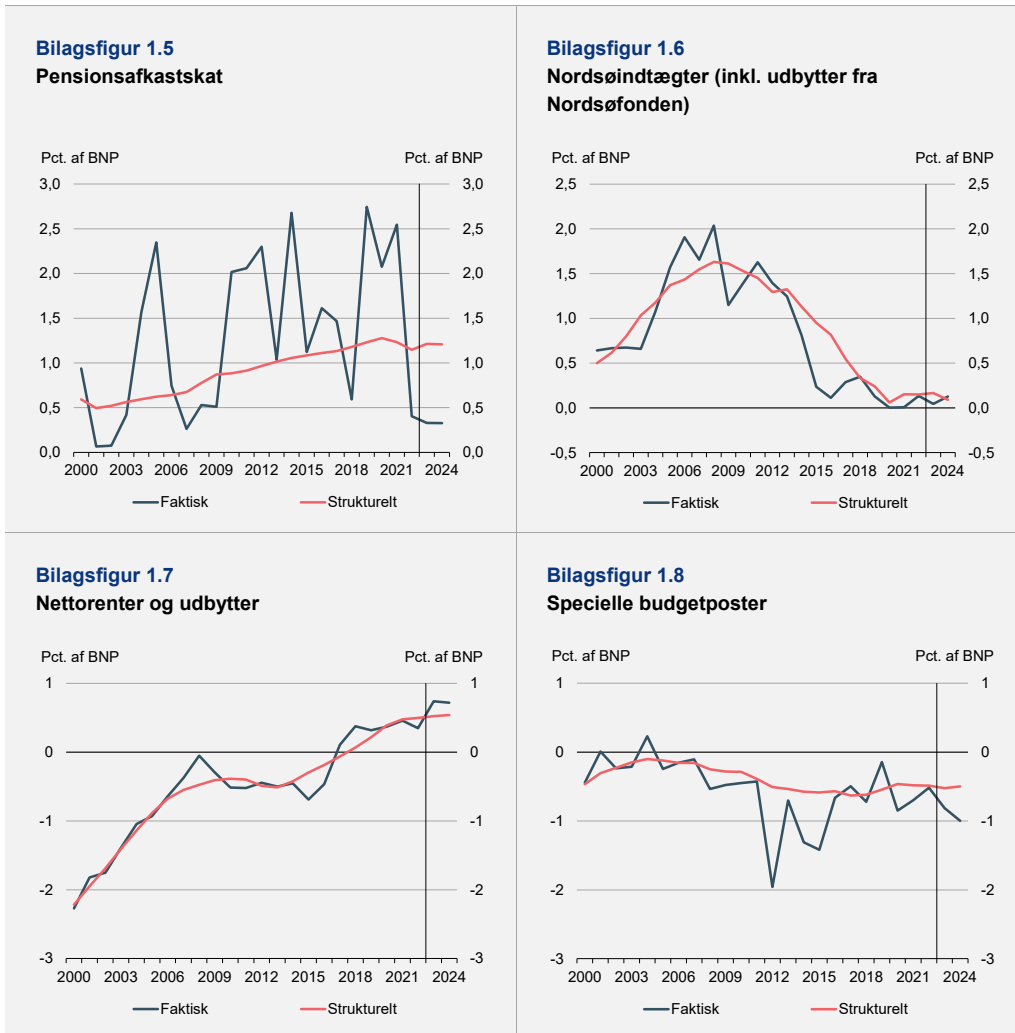 Bilagsfigur 1.5
Pensionsafkastskat
Pct. af BNP Pct. af BNP
3,0 3,0
2,5 2,5
2,0 2,0
1,5 1,5
1,0 1,0
0,5 0,5
0,0 0,0
2000 2003 2006 2009 2012 2015 2018 2021 2024
Faktisk Strukturelt
Bilagsfigur 1.6
Nordsøindtægter (inkl. udbytter fra
Nordsøfonden)
Pct. af BNP Pct. af BNP
2,5 2,5
2,0 2,0
1,5 1,5
1,0 1,0
0,5 0,5
0,0 0,0
-0,5 -0,5
2000 2003 2006 2009 2012 2015 2018 2021 2024
Faktisk Strukturelt
Bilagsfigur 1.7
Nettorenter og udbytter
Pct. af BNP Pct. af BNP
1 1
0 0
-1 -1
-2 -2
-3 -3
2000 2003 2006 2009 2012 2015 2018 2021 2024
Faktisk Strukturelt
Bilagsfigur 1.8
Specielle budgetposter
Pct. af BNP Pct. af BNP
1 1
0 0
-1 -1
-2 -2
-3 -3
2000 2003 2006 2009 2012 2015 2018 2021 2024
Faktisk Strukturelt